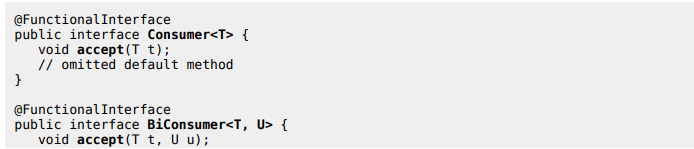 @FunctionalInterface
public interface Consumer<T> {
   void accept(T t);
   // omitted default method
}

@FunctionalInterface
public interface BiConsumer<T, U> {
   void accept(T t, U u);